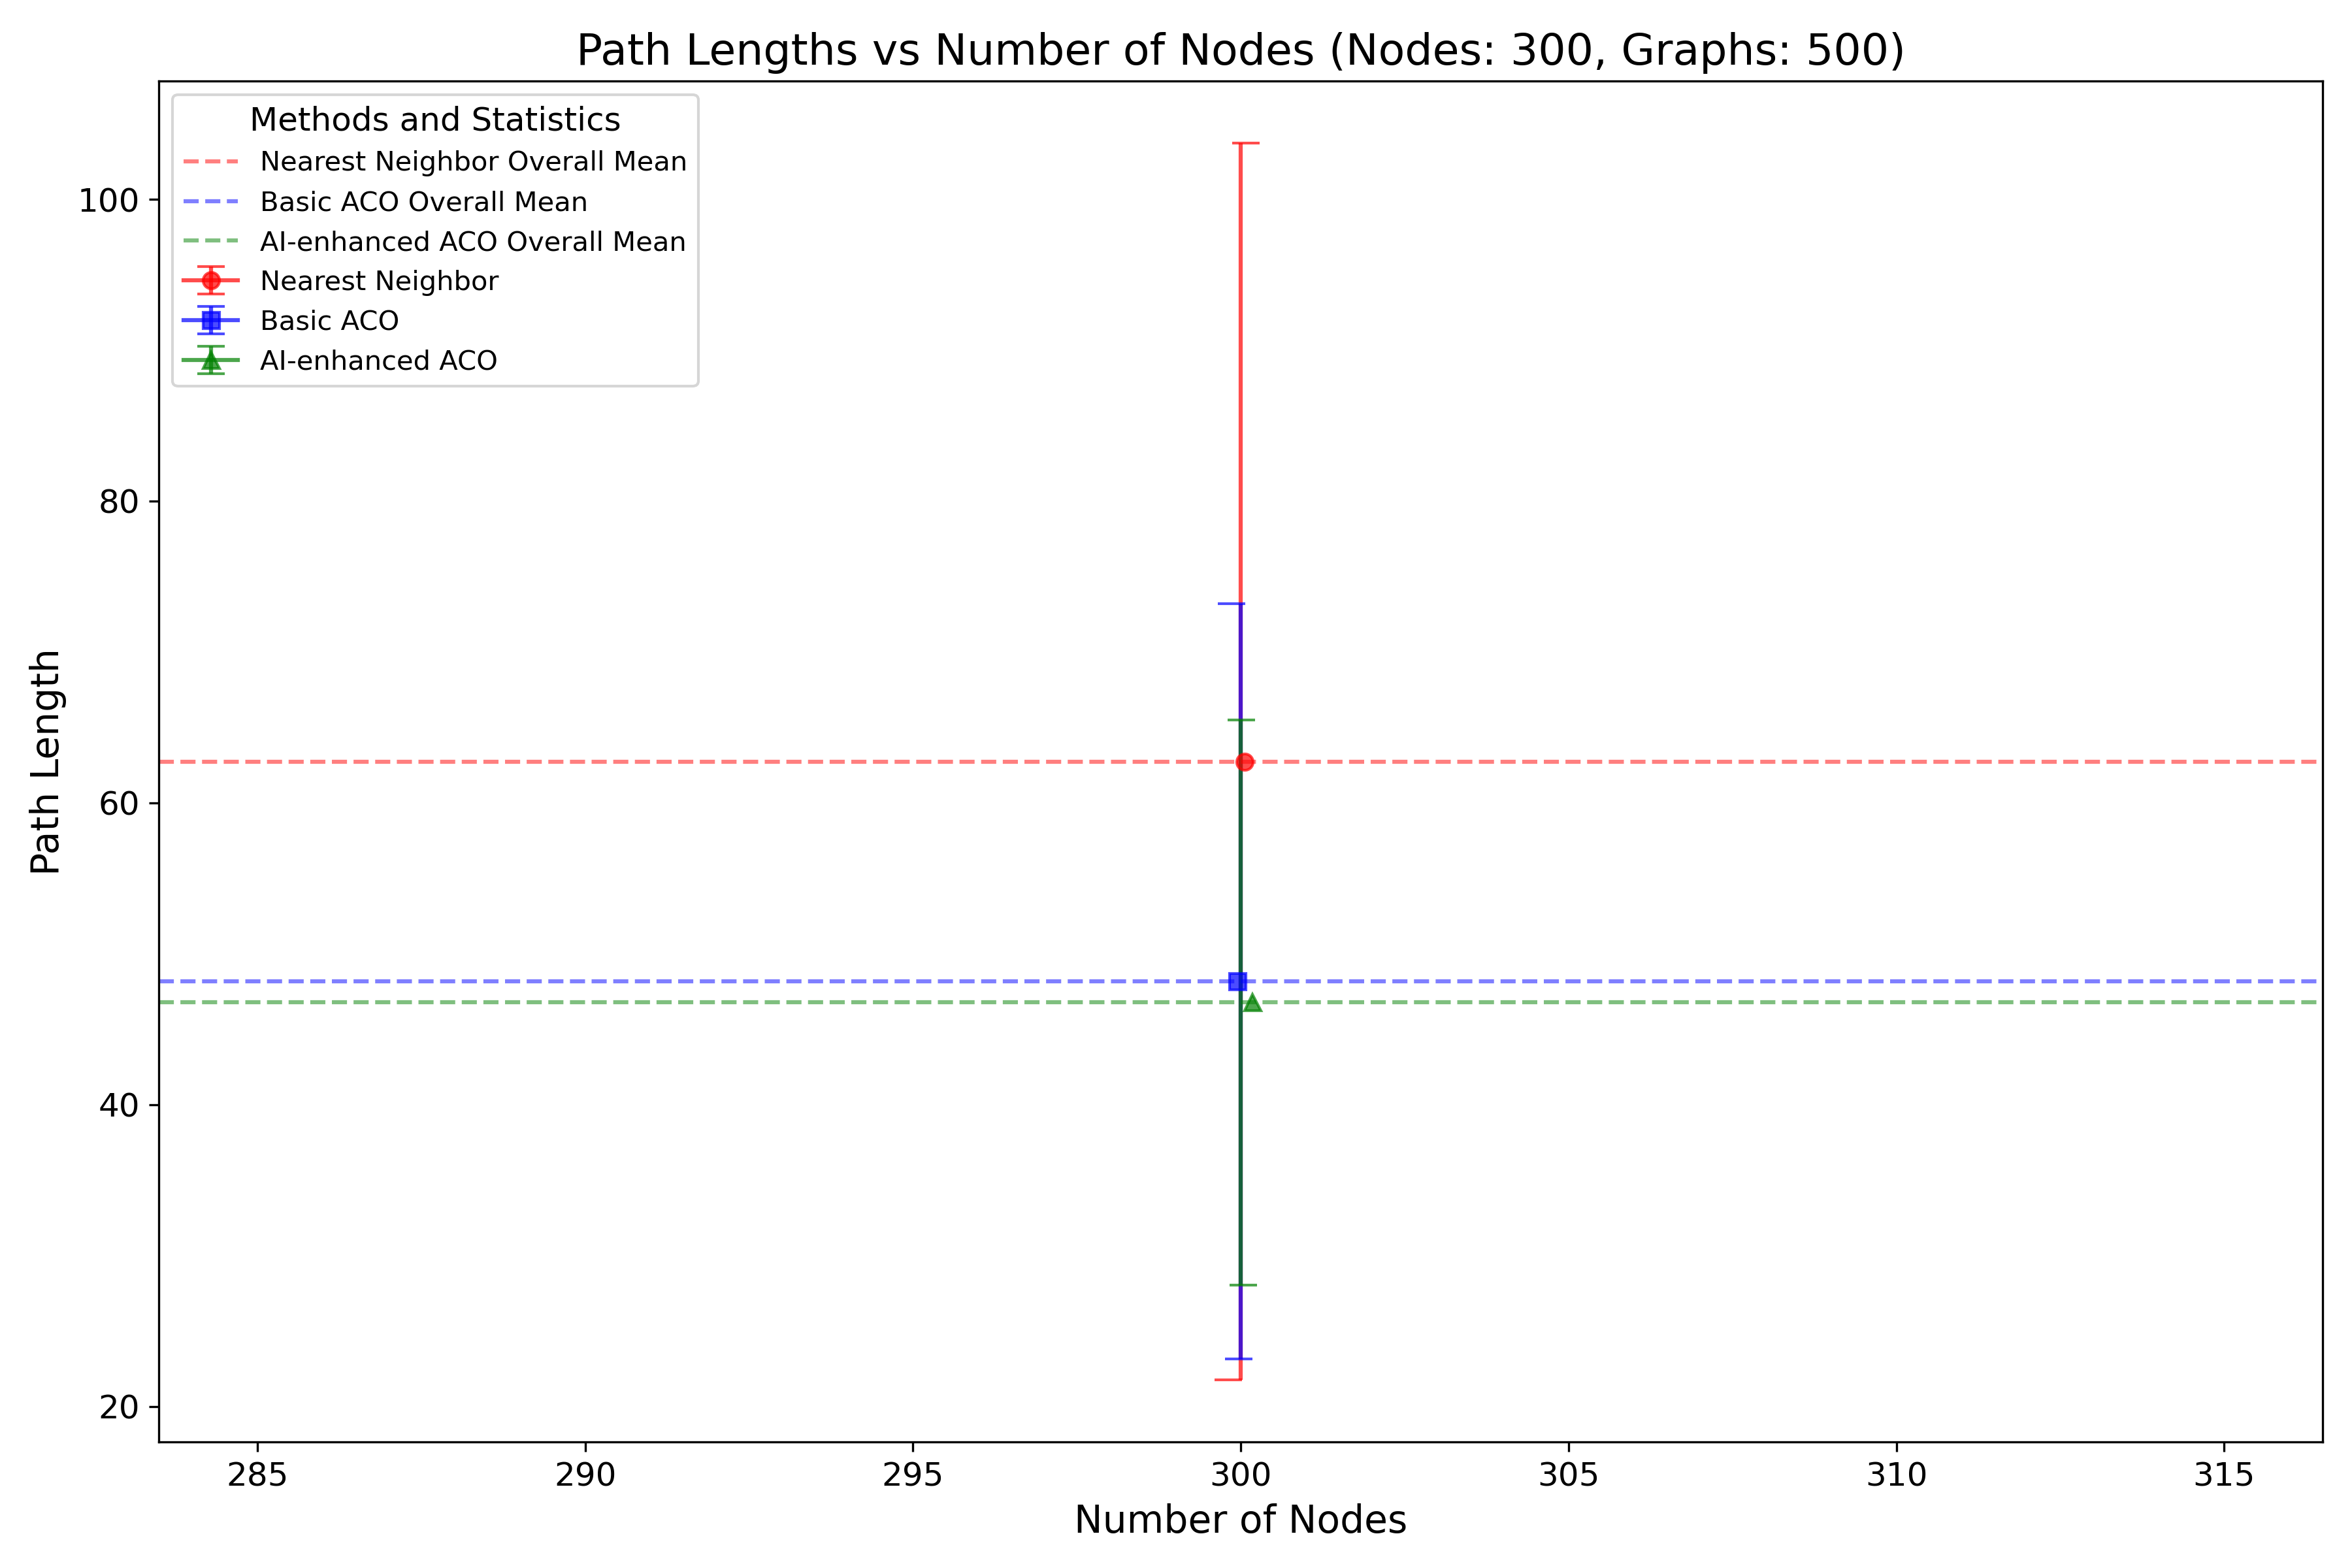 Path Lengths vs Number of Nodes (Nodes: 300, Graphs: 500)
Methods and Statistics
Nearest Neighbor Overall Mean
Basic ACO Overall Mean
AI-enhanced ACO Overall Mean
Nearest Neighbor
Basic ACO
AI-enhanced ACO
Path Length
100
80
60
40
20
285 290 295 300 305 310 315
Number of Nodes